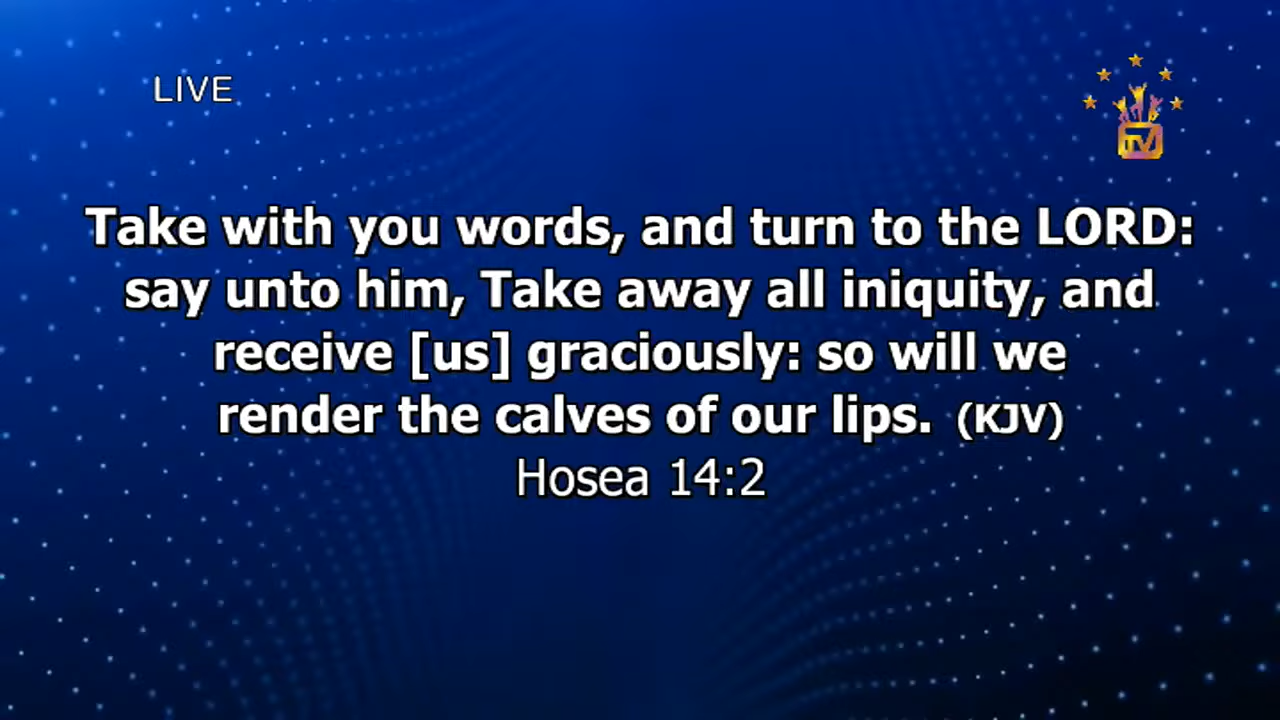 LIVE
TV
Take with you words, and turn to the LORD:
say unto him, Take away all iniquity, and
receive [us] graciously: so will we
render the calves of our lips. (KJV)
Hosea 14:2